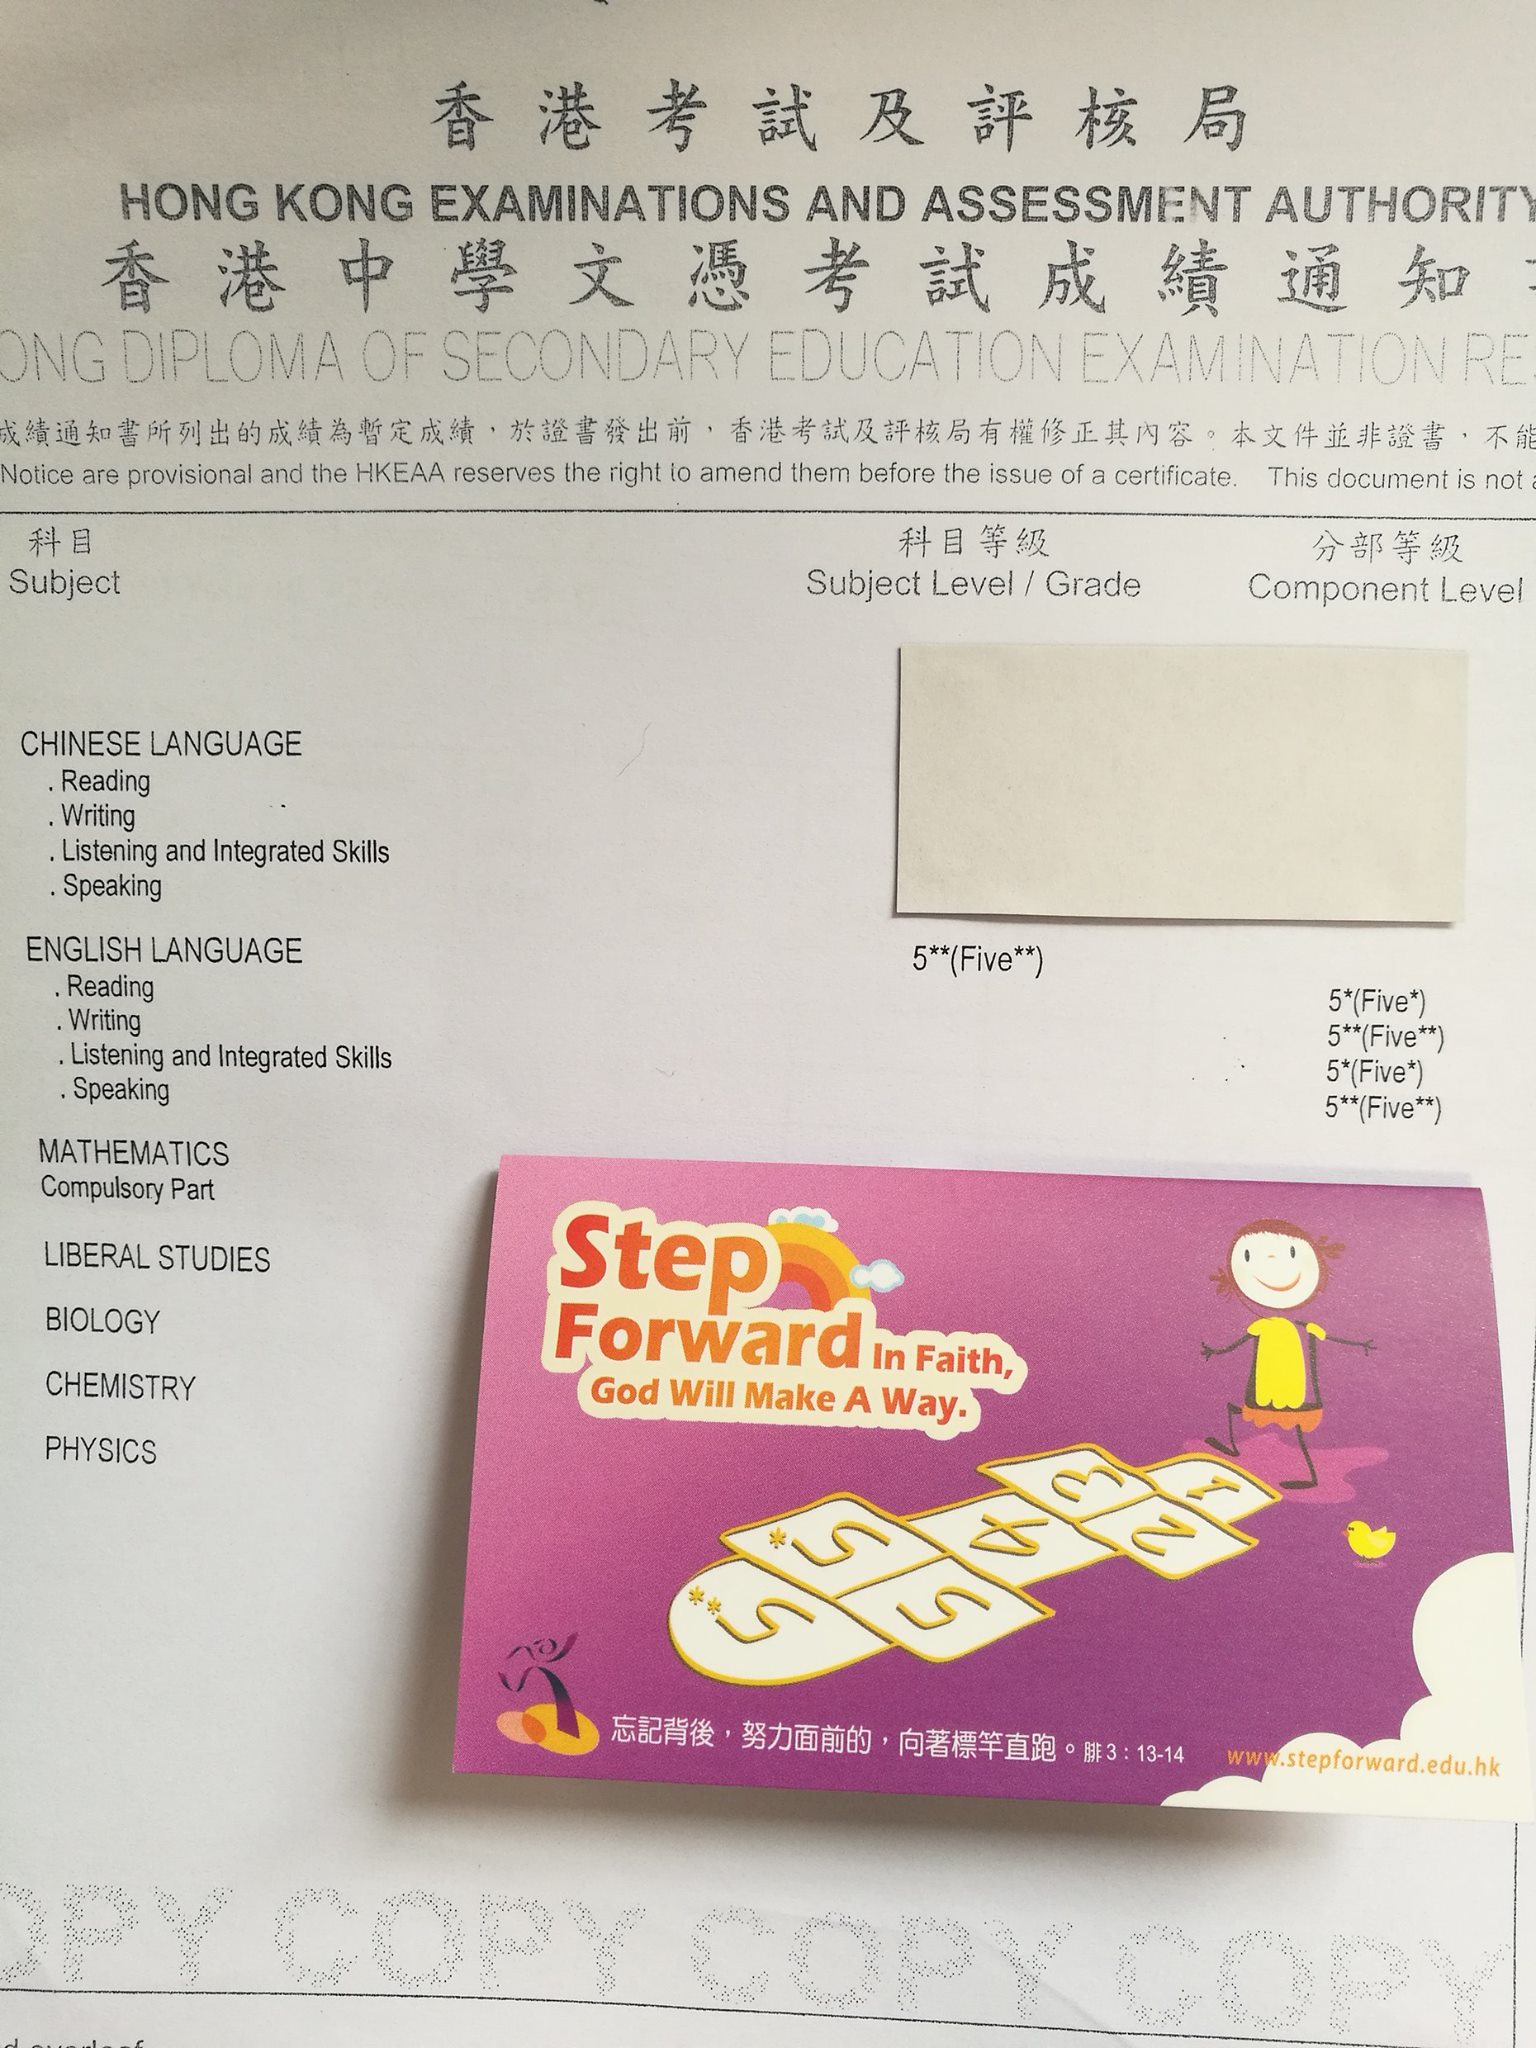 香港考試及評核局
HONG KONG EXAMINATIONS AND ASSESSMENT AUTHORITY
香港中學文憑考試成績通知
ONG DIPLOMA OF SECONDARY EDUCATION EXAMINATION RE
成績通知書所列出的成績為暫定成績，於證書發出前，香港考試及評核局有權修正其內容。本文件並非證書，不能
Notice are provisional and the HKEAA reserves the right to amend them before the issue of a certificate. This document is not a
科目 科目等級 分部等級
Subject Subject Level / Grade Component Level
CHINESE LANGUAGE
. Reading
. Writing
. Listening and Integrated Skills
. Speaking
ENGLISH LANGUAGE 5**(Five**)
. Reading 5*(Five*)
. Writing 5**(Five**)
. Listening and Integrated Skills 5*(Five*)
. Speaking 5**(Five**)
MATHEMATICS
Compulsory Part
LIBERAL STUDIES
BIOLOGY
CHEMISTRY
PHYSICS
Step
Forward In Faith,
God Will Make A Way.
1
2
3
4
5
5*
5**
忘記背後，努力面前的，向著標竿直跑。腓3：13-14
www.stepforward.edu.hk
OPY COPY COPY COPY